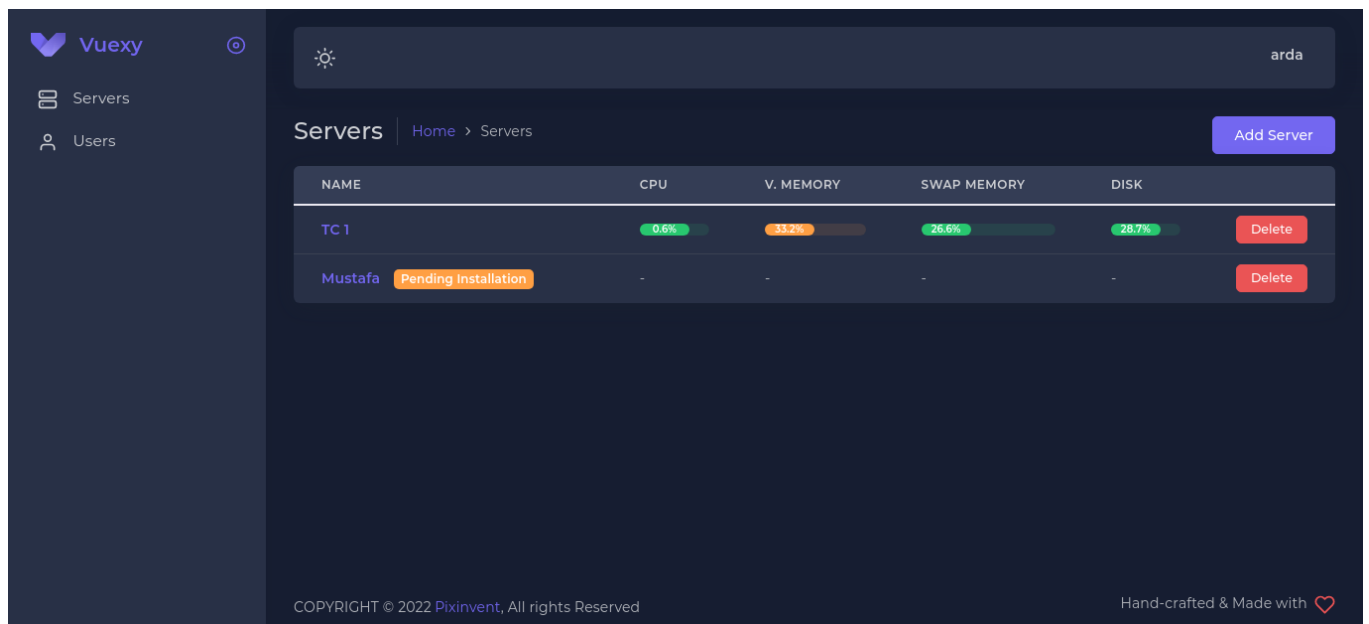 Vuexy
arda
Servers
Users
Servers Home > Servers
Add Server
NAME CPU V. MEMORY SWAP MEMORY DISK
TC 1 0.6% 33.2% 26.6% 28.7% Delete
Mustafa Pending Installation - - - - Delete
COPYRIGHT © 2022 Pixinvent, All rights Reserved
Hand-crafted & Made with